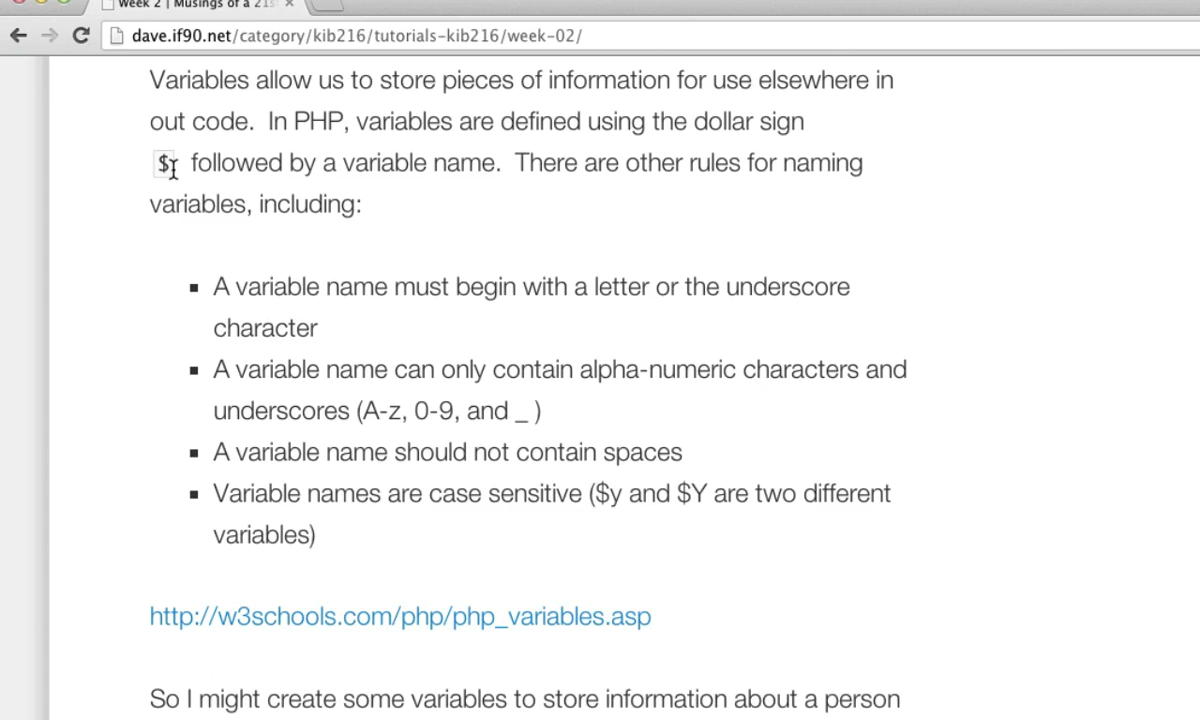 Week 2 | Musings of a 21s
dave.if90.net/category/kib216/tutorials-kib216/week-02/
Variables allow us to store pieces of information for use elsewhere in
out code. In PHP, variables are defined using the dollar sign
$ followed by a variable name. There are other rules for naming
variables, including:
▪ A variable name must begin with a letter or the underscore
character
▪ A variable name can only contain alpha-numeric characters and
underscores (A-z, 0-9, and _ )
▪ A variable name should not contain spaces
▪ Variable names are case sensitive ($y and $Y are two different
variables)
http://w3schools.com/php/php_variables.asp
So I might create some variables to store information about a person